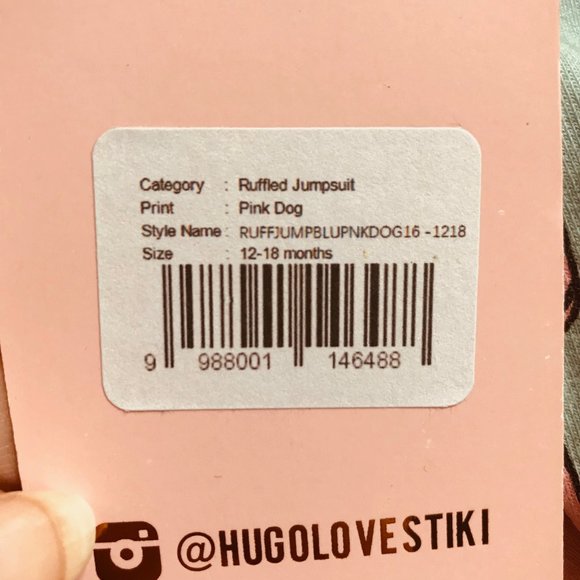 Category : Ruffled Jumpsuit
Print : Pink Dog
Style Name : RUFFJUMPBLUPNKDOG16 -1218
Size : 12-18 months
9 988001 146488
@HUGOLOVESTIKI